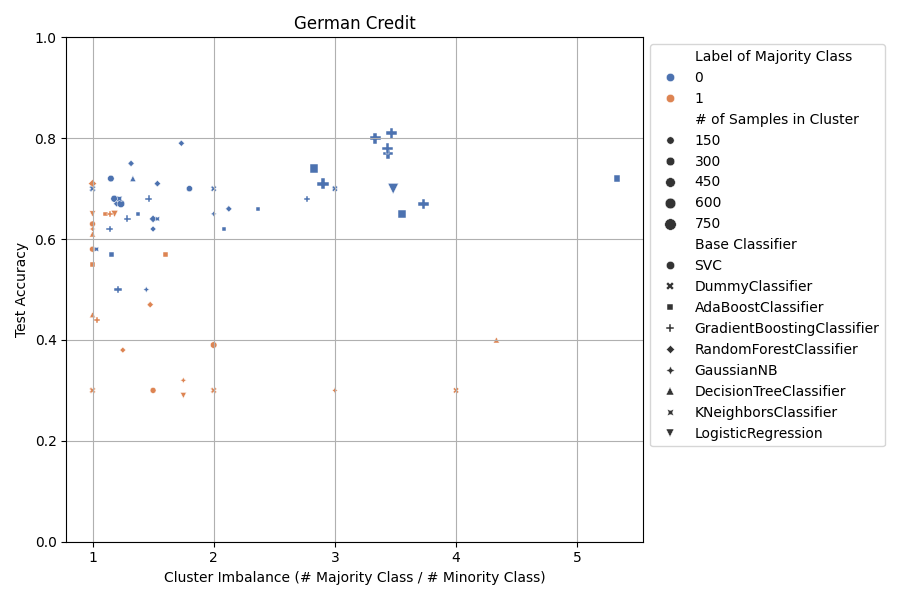 German Credit
1.0
0.8
0.6
0.4
0.2
0.0
Test Accuracy
1 2 3 4 5
Cluster Imbalance (# Majority Class / # Minority Class)
Label of Majority Class
0
1
# of Samples in Cluster
150
300
450
600
750
Base Classifier
SVC
DummyClassifier
AdaBoostClassifier
GradientBoostingClassifier
RandomForestClassifier
GaussianNB
DecisionTreeClassifier
KNeighborsClassifier
LogisticRegression